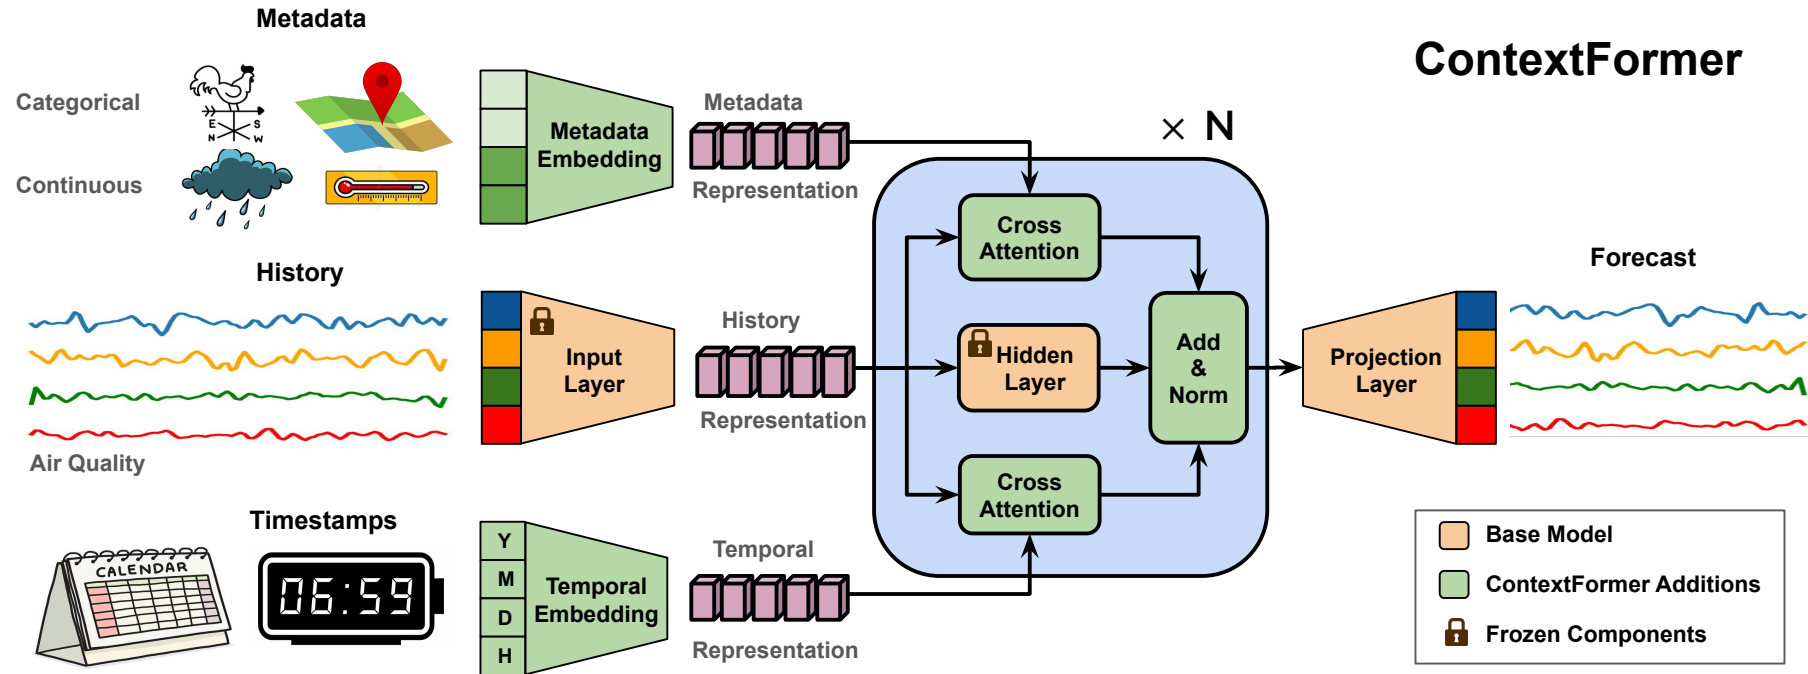 Metadata
ContextFormer
Categorical
E
S
N
W
Continuous
Metadata
Embedding
Metadata
Representation
× N
Cross
Attention
History
Air Quality
Input
Layer
History
Representation
Hidden
Layer
Add
&
Norm
Projection
Layer
Forecast
Cross
Attention
Timestamps
CALENDAR
06:59
Y
M
D
H
Temporal
Embedding
Temporal
Representation
Base Model
ContextFormer Additions
Frozen Components